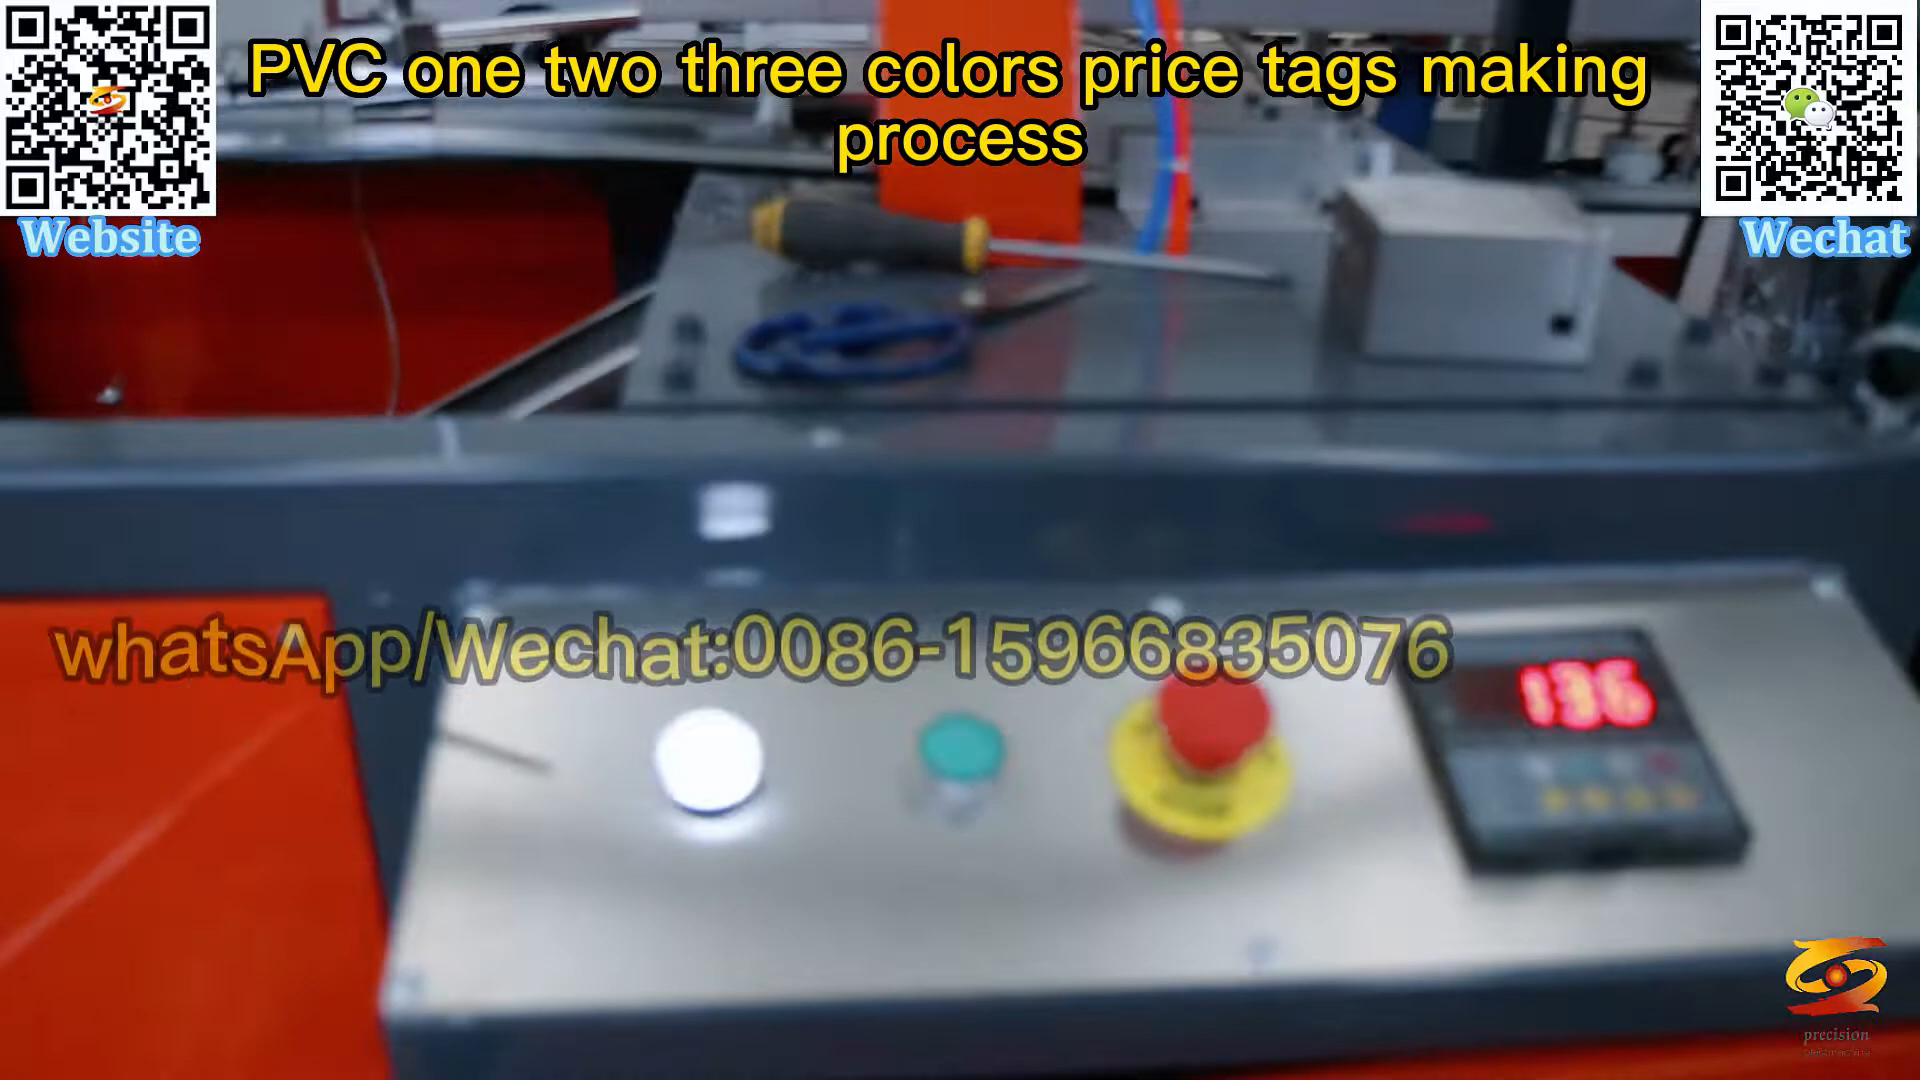 PVC one two three colors price tags making
process
Website
Wechat
whatsApp/Wechat:0086-15966835076
136
precision